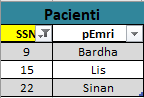 Pacienti
SSN pEmri
9 Bardha
15 Lis
22 Sinan